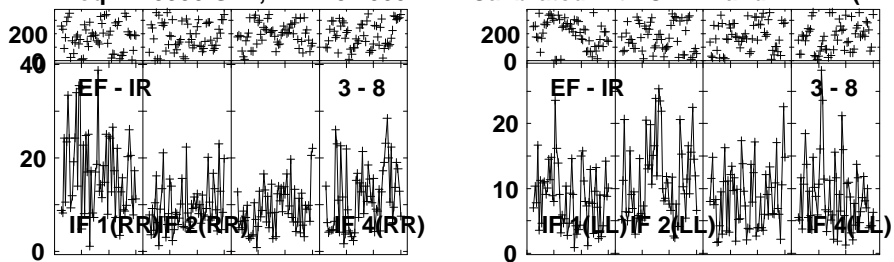 200
0
40
EF - IR
3 - 8
20
IF 1(RR)
IF 2(RR)
IF 4(RR)
0
200
0
EF - IR
3 - 8
20
10
IF 1(LL)
IF 2(LL)
IF 4(LL)
0